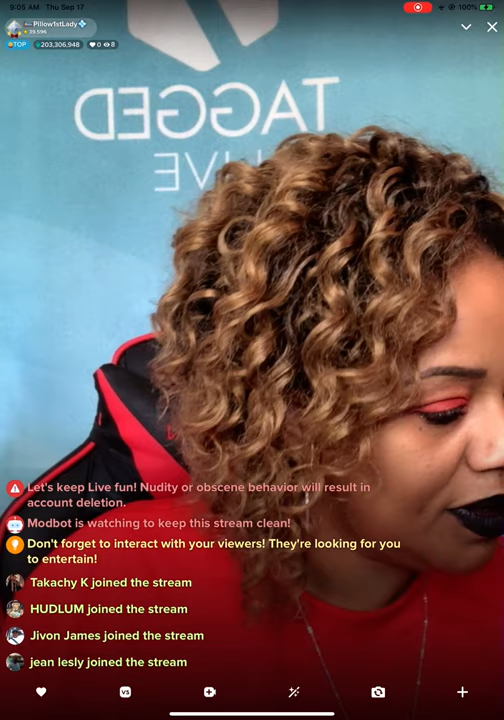 9:05 AM Thu Sep 17
100%
Pillow1stLady
39,596
TOP
203,306,948
0
8
TAGGED
LIVE
Let's keep Live fun! Nudity or obscene behavior will result in
account deletion.
Modbot is watching to keep this stream clean!
Don't forget to interact with your viewers! They're looking for you
to entertain!
Takachy K joined the stream
HUDLUM joined the stream
Jivon James joined the stream
jean lesly joined the stream
VS